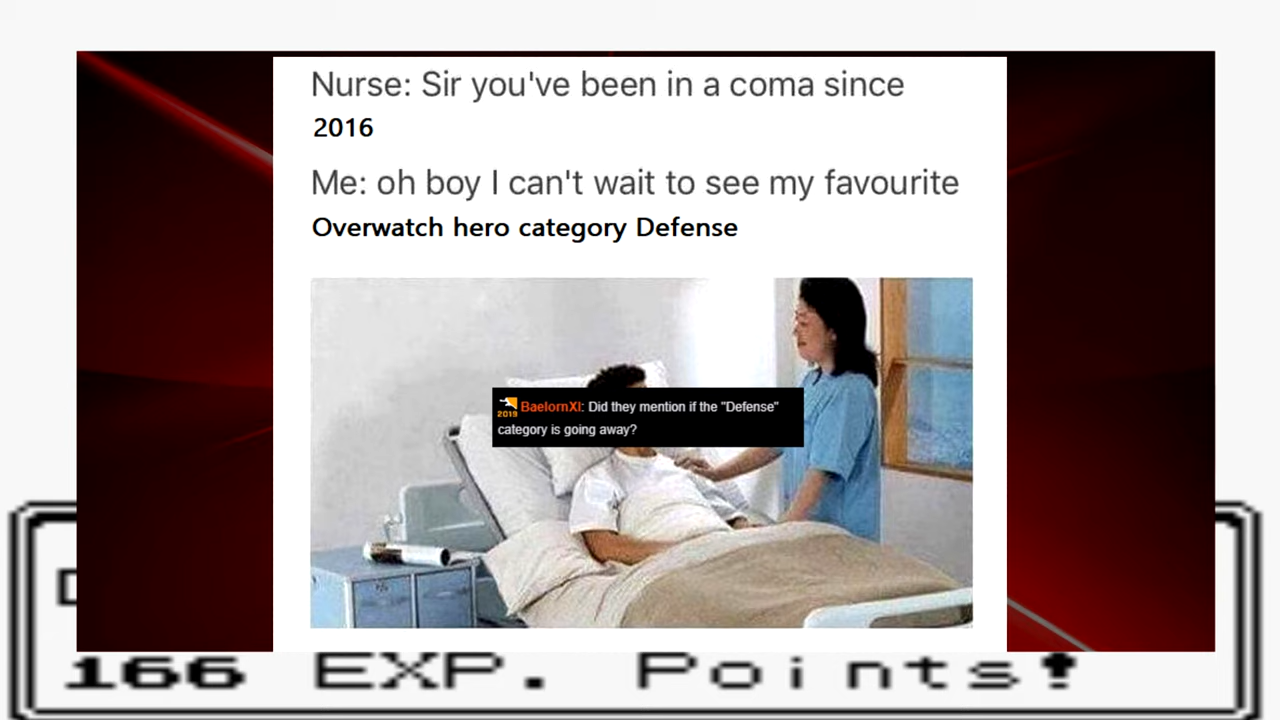 Nurse: Sir you've been in a coma since
2016
Me: oh boy I can't wait to see my favourite
Overwatch hero category Defense
2019 BaelornXI: Did they mention if the "Defense"
category is going away?
166 EXP. Points!